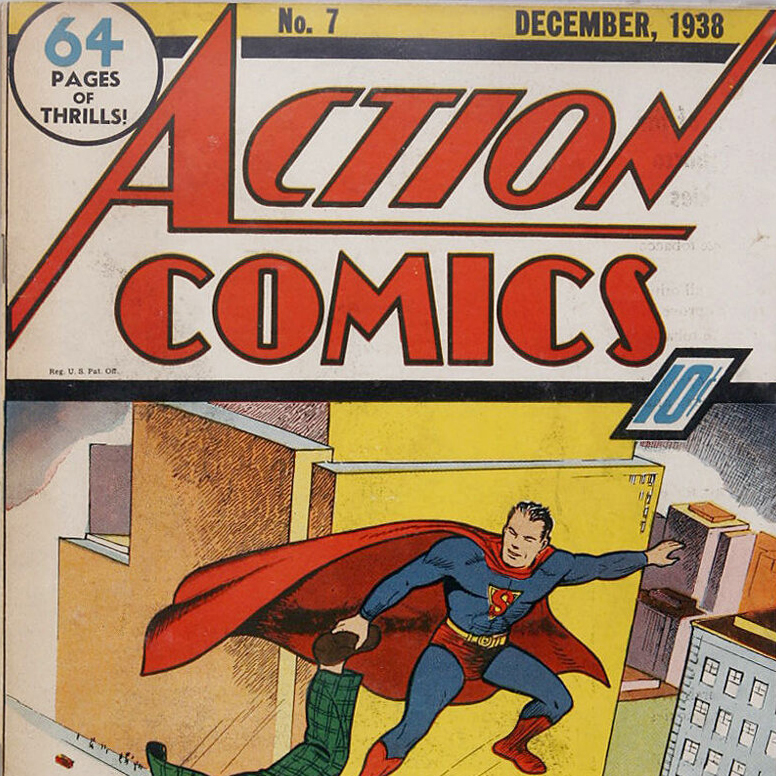 No. 7
DECEMBER, 1938
64
PAGES
OF
THRILLS!
ACTION
COMICS
Reg. U. S. Pat. Off.
10¢
S